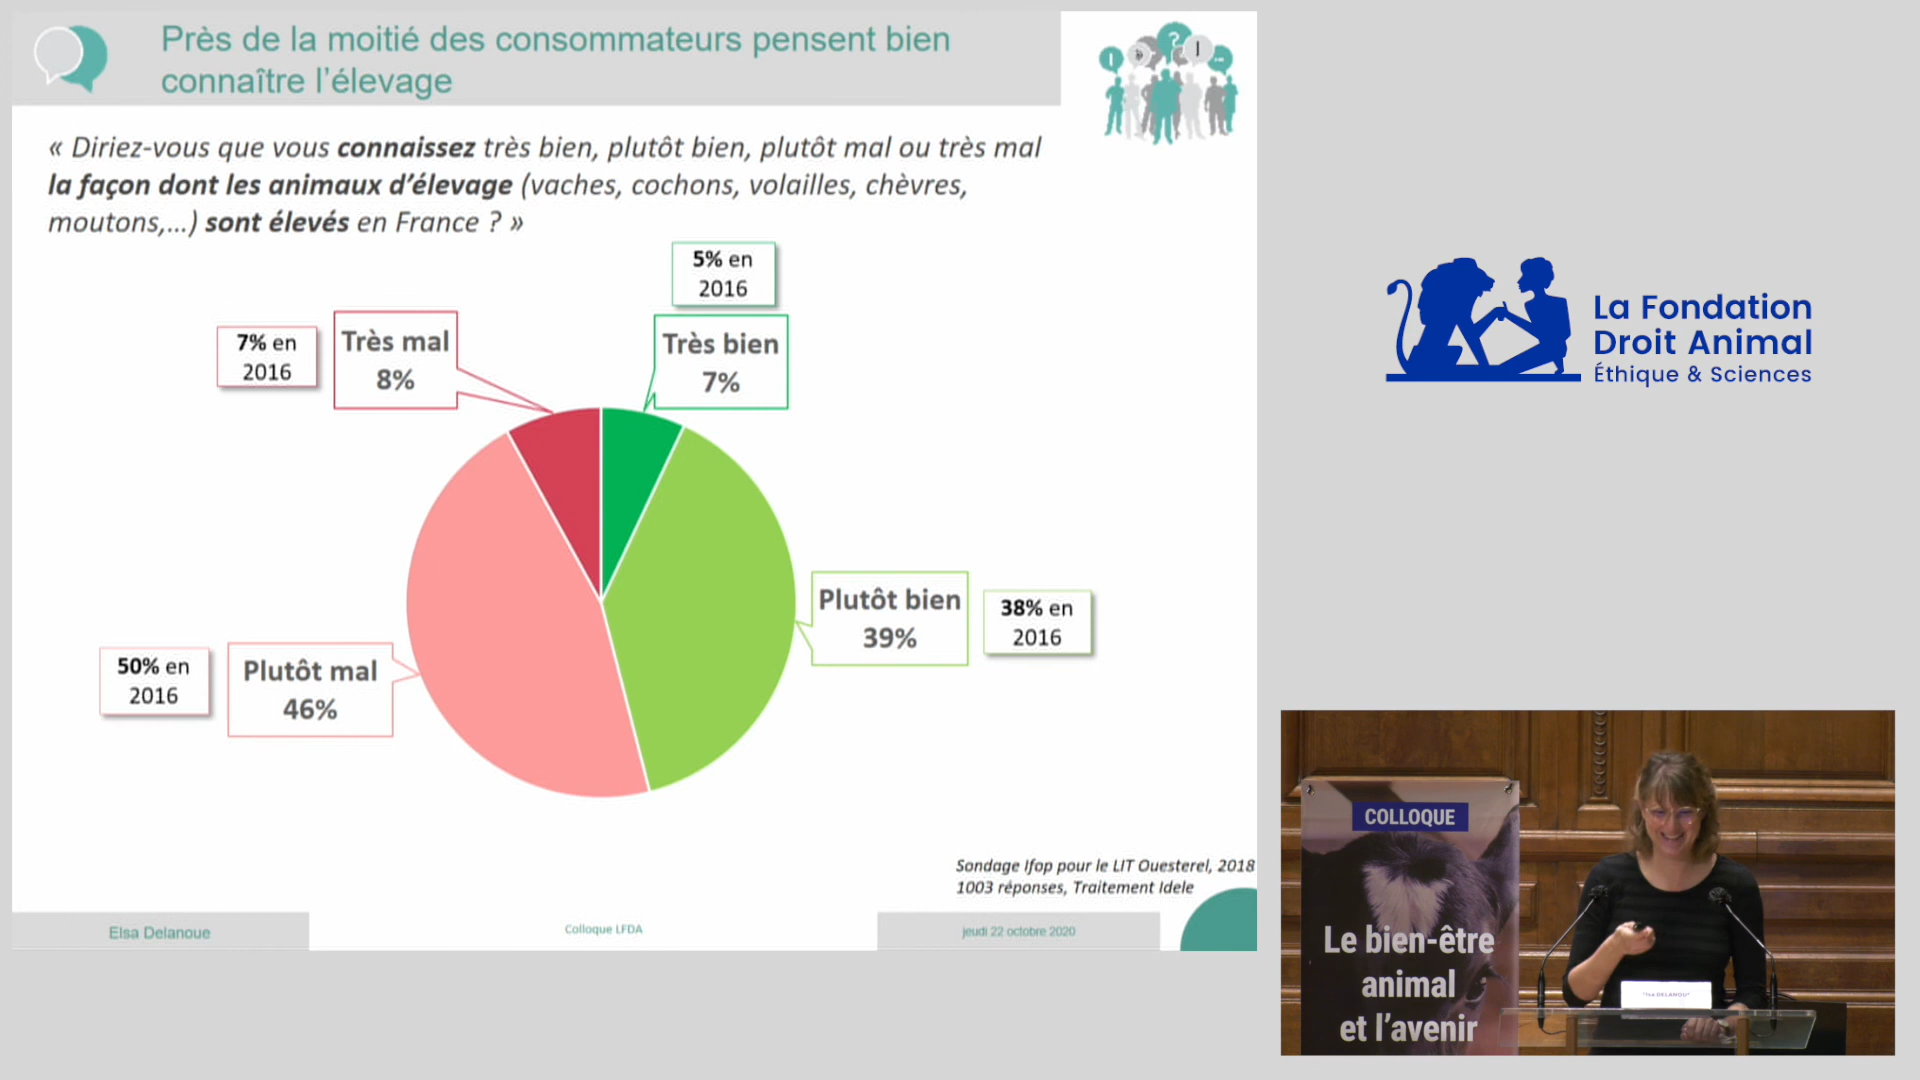 Près de la moitié des consommateurs pensent bien
connaître l'élevage
« Diriez-vous que vous connaissez très bien, plutôt bien, plutôt mal ou très mal
la façon dont les animaux d'élevage (vaches, cochons, volailles, chèvres,
moutons,...) sont élevés en France ? »
5% en
2016
Très bien
7%
7% en
2016
Très mal
8%
Plutôt bien
39%
38% en
2016
50% en
2016
Plutôt mal
46%
Sondage Ifop pour le LIT Ouesterel, 2018
1003 réponses, Traitement Idele
Elsa Delanoue
Colloque LFDA
jeudi 22 octobre 2020
La Fondation
Droit Animal
Éthique & Sciences
COLLOQUE
Le bien-être
animal
et l'avenir